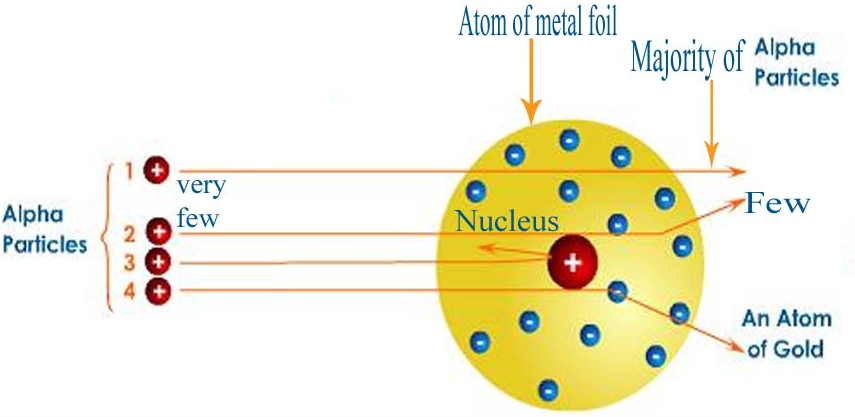 Atom of metal foil
Majority of Alpha
Particles
1 +
very
few
Alpha
Particles
2 +
3 +
4 +
Nucleus
+
Few
An Atom
of Gold